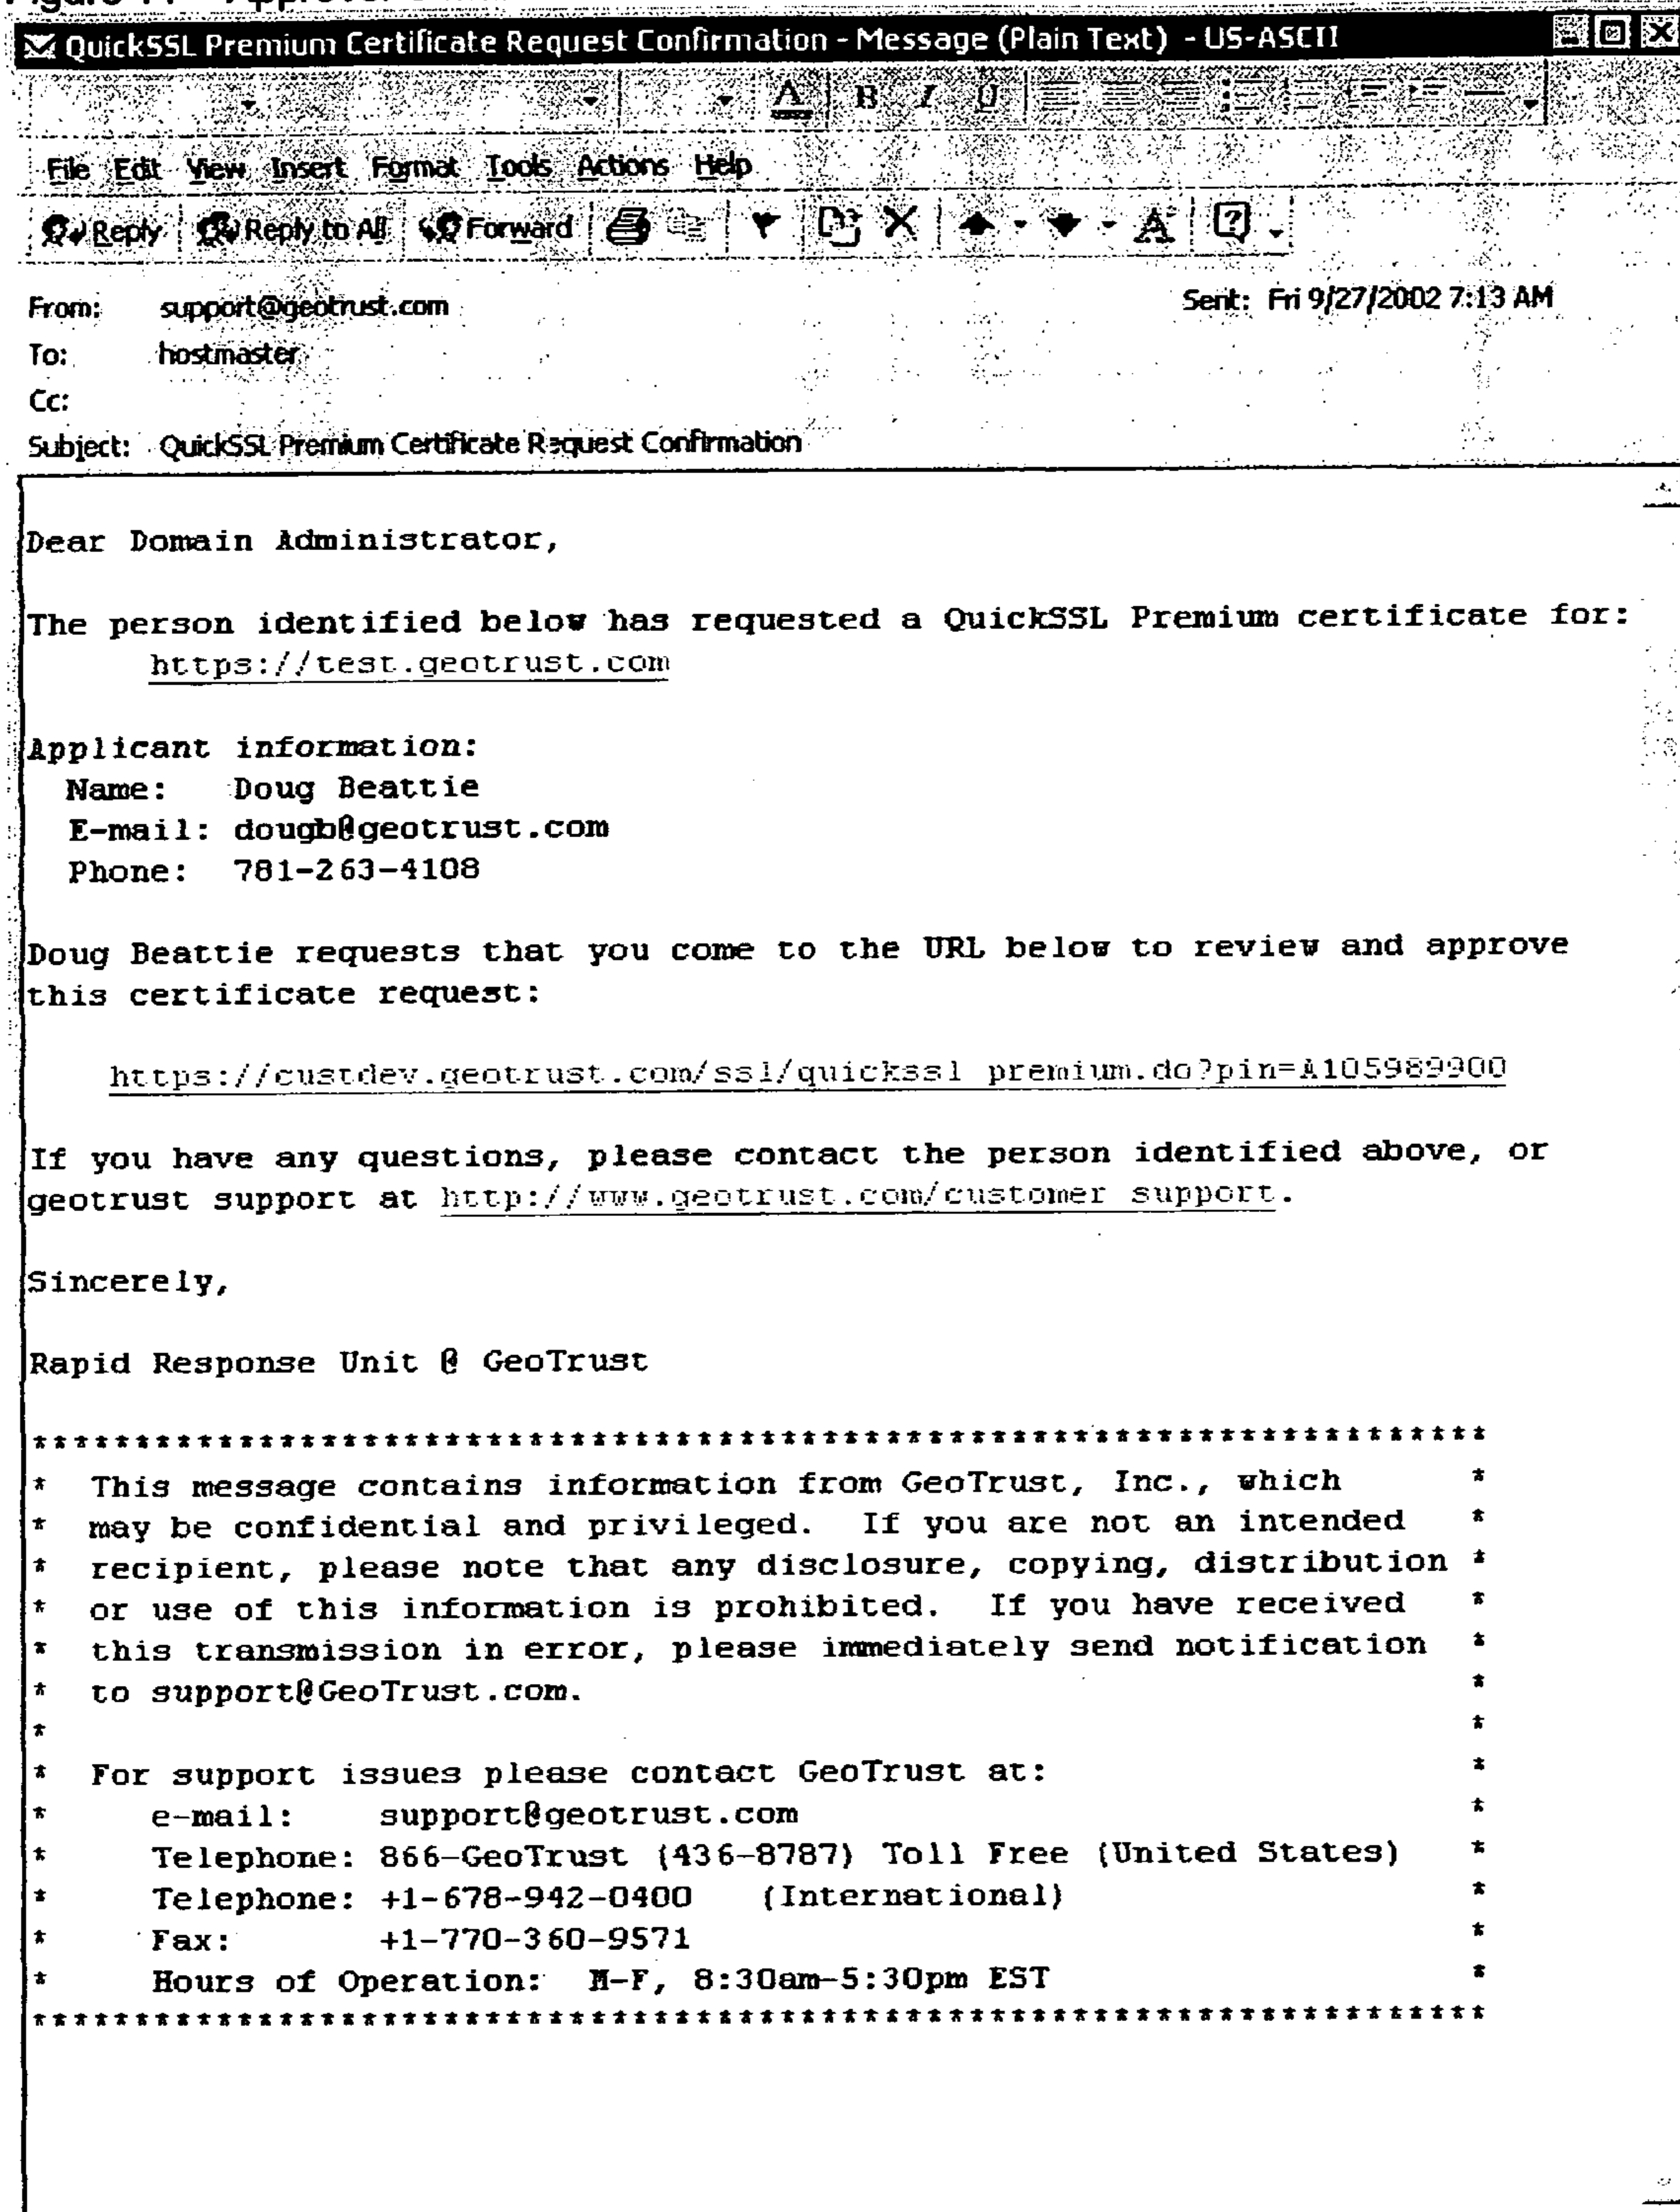 QuickSSL Premium Certificate Request Confirmation - Message (Plain Text) - US-ASCII
A B I U
File Edit View Insert Format Tools Actions Help
Reply Reply to All Forward
From: support@geotrust.com Sent: Fri 9/27/2002 7:13 AM
To: hostmaster
Cc:
Subject: QuickSSL Premium Certificate Request Confirmation
Dear Domain Administrator,
The person identified below has requested a QuickSSL Premium certificate for:
https://test.geotrust.com
Applicant information:
Name: Doug Beattie
E-mail: dougb@geotrust.com
Phone: 781-263-4108
Doug Beattie requests that you come to the URL below to review and approve
this certificate request:
https://custdev.geotrust.com/ssl/quickssl premium.do?pin=A105989900
If you have any questions, please contact the person identified above, or
geotrust support at http://www.geotrust.com/customer support.
Sincerely,
Rapid Response Unit @ GeoTrust
***********************************************************************
* This message contains information from GeoTrust, Inc., which *
* may be confidential and privileged. If you are not an intended *
* recipient, please note that any disclosure, copying, distribution *
* or use of this information is prohibited. If you have received *
* this transmission in error, please immediately send notification *
* to support@GeoTrust.com. *
* *
* For support issues please contact GeoTrust at: *
* e-mail: support@geotrust.com *
* Telephone: 866-GeoTrust (436-8787) Toll Free (United States) *
* Telephone: +1-678-942-0400 (International) *
* Fax: +1-770-360-9571 *
* Hours of Operation: M-F, 8:30am-5:30pm EST *
***********************************************************************